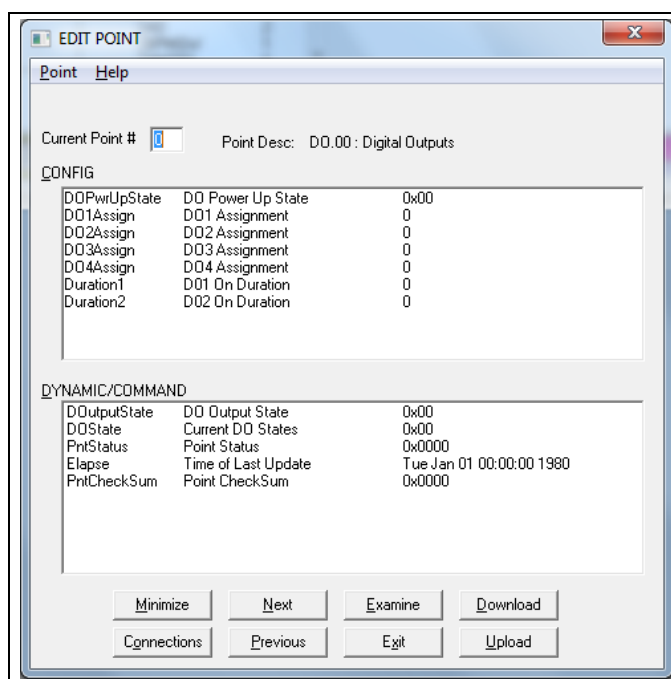 EDIT POINT
Point Help
Current Point # 0 Point Desc: DO.00 : Digital Outputs
CONFIG
DOPwrUpState DO Power Up State 0x00
DO1Assign DO1 Assignment 0
DO2Assign DO2 Assignment 0
DO3Assign DO3 Assignment 0
DO4Assign DO4 Assignment 0
Duration1 D01 On Duration 0
Duration2 D02 On Duration 0
DYNAMIC/COMMAND
DOutputState DO Output State 0x00
DOState Current DO States 0x00
PntStatus Point Status 0x0000
Elapse Time of Last Update Tue Jan 01 00:00:00 1980
PntCheckSum Point CheckSum 0x0000
Minimize Next Examine Download
Connections Previous Exit Upload